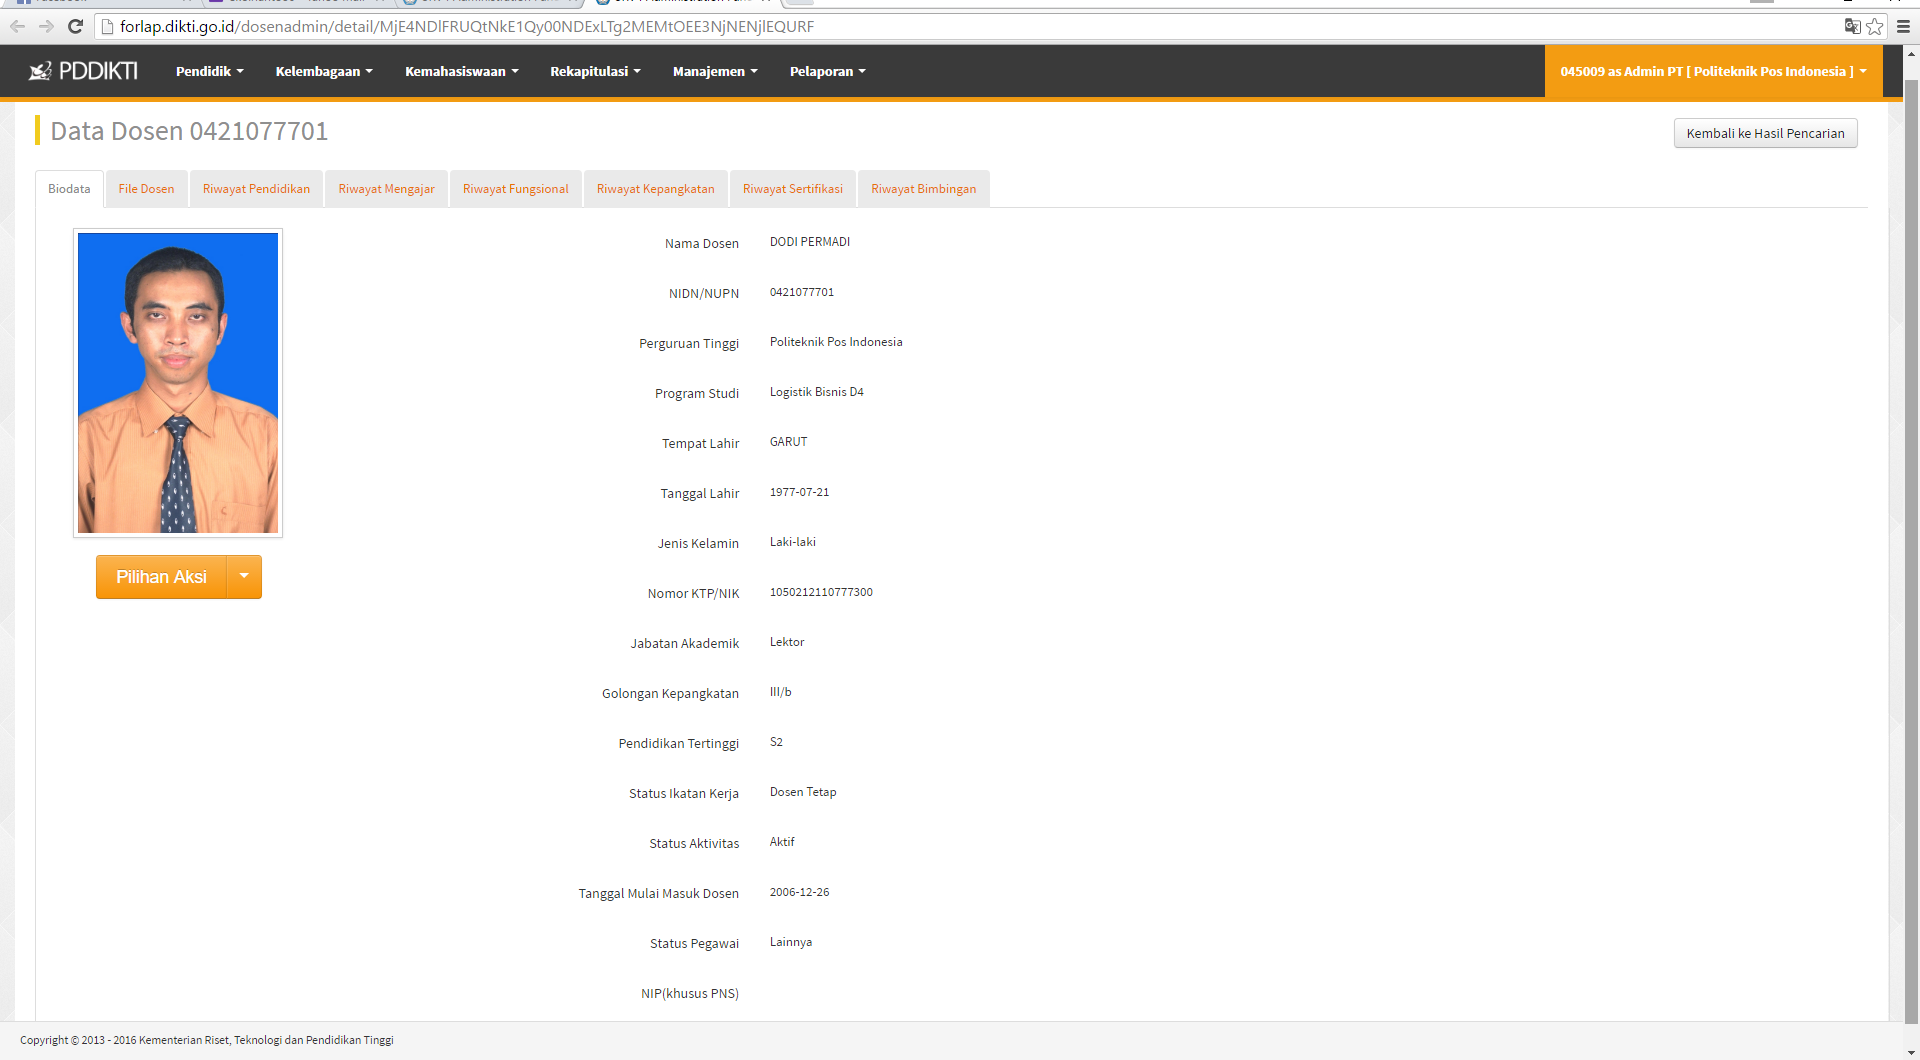 forlap.dikti.go.id/dosenadmin/detail/MjE4NDlFRUQtNkE1Qy00NDExLTg2MEMtOEE3NjNENjlEQURF
PDDIKTI Pendidik Kelembagaan Kemahasiswaan Rekapitulasi Manajemen Pelaporan 045009 as Admin PT [ Politeknik Pos Indonesia ]
Data Dosen 0421077701
Kembali ke Hasil Pencarian
Biodata File Dosen Riwayat Pendidikan Riwayat Mengajar Riwayat Fungsional Riwayat Kepangkatan Riwayat Sertifikasi Riwayat Bimbingan
Nama Dosen DODI PERMADI
NIDN/NUPN 0421077701
Perguruan Tinggi Politeknik Pos Indonesia
Program Studi Logistik Bisnis D4
Tempat Lahir GARUT
Tanggal Lahir 1977-07-21
Jenis Kelamin Laki-laki
Pilihan Aksi
Nomor KTP/NIK 1050212110777300
Jabatan Akademik Lektor
Golongan Kepangkatan III/b
Pendidikan Tertinggi S2
Status Ikatan Kerja Dosen Tetap
Status Aktivitas Aktif
Tanggal Mulai Masuk Dosen 2006-12-26
Status Pegawai Lainnya
NIP(khusus PNS)
Copyright © 2013 - 2016 Kementerian Riset, Teknologi dan Pendidikan Tinggi